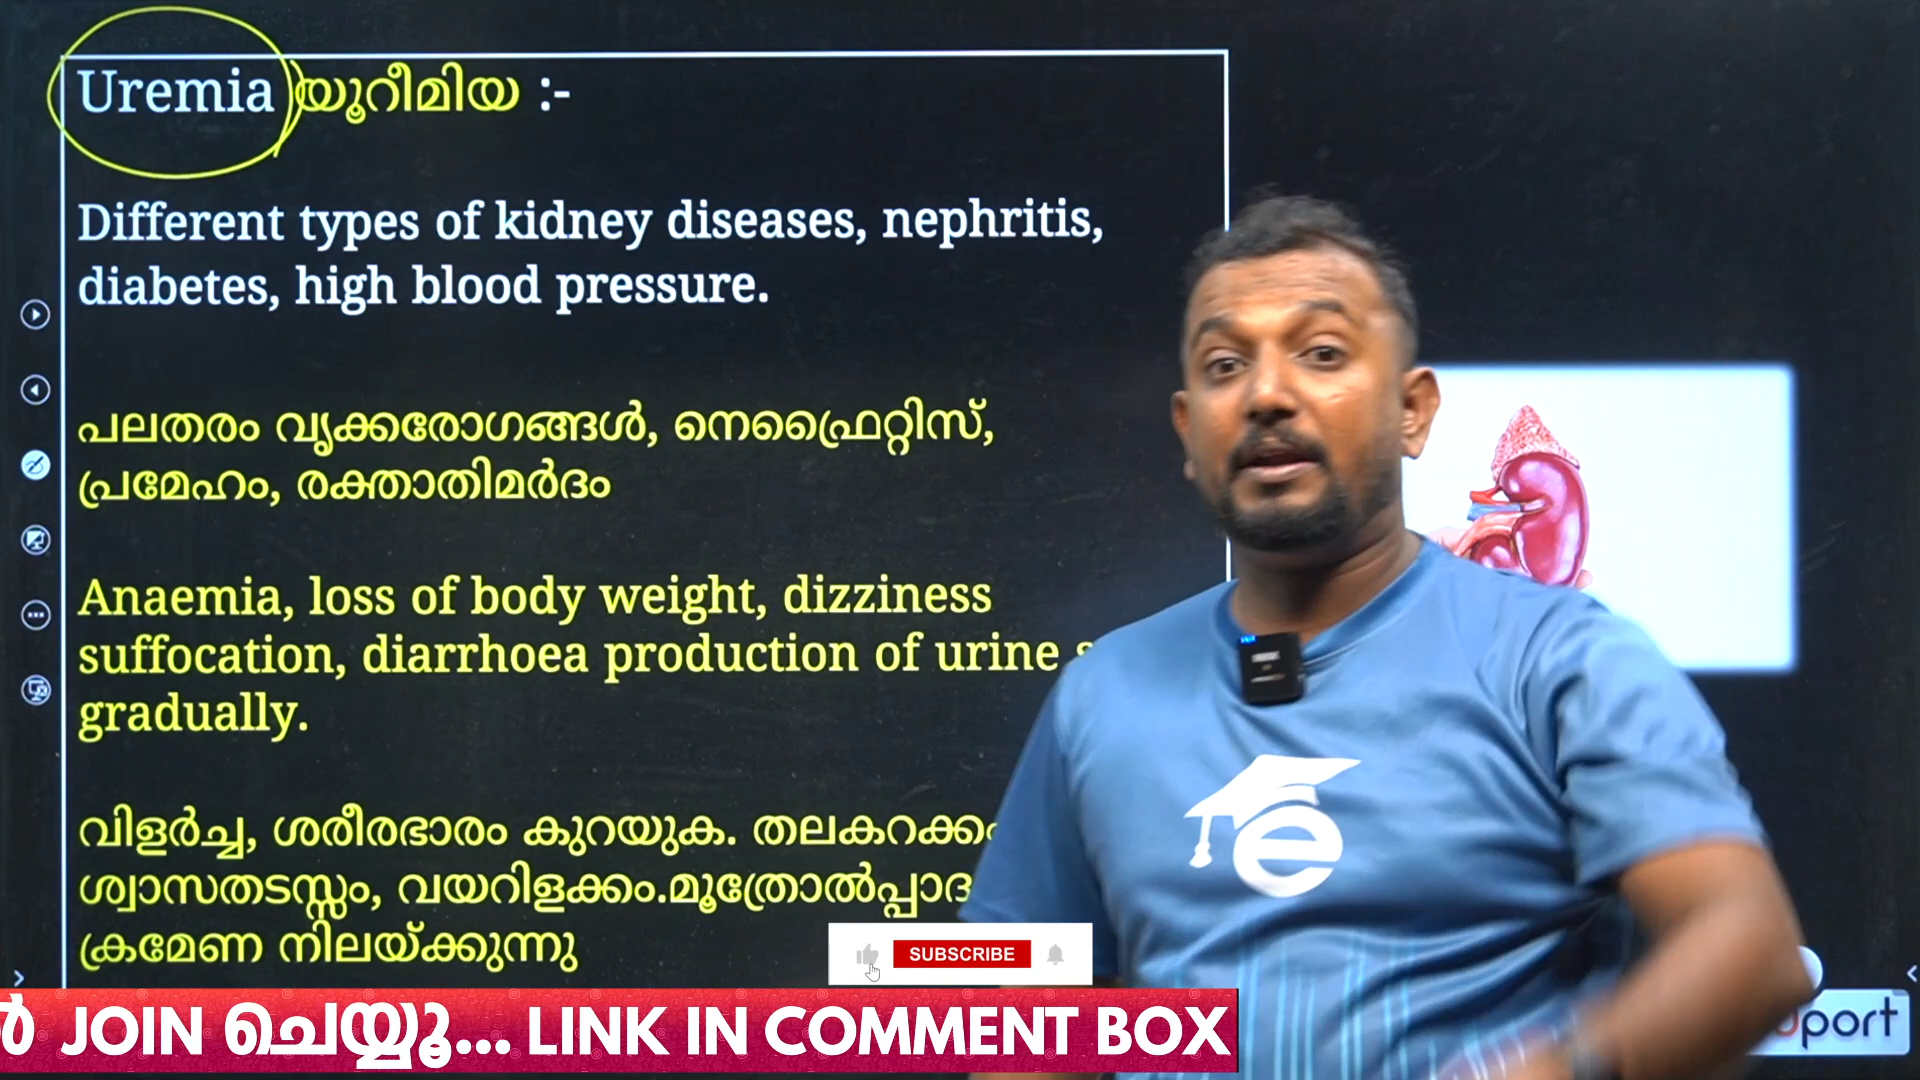 Uremia യൂറീമിയ :-
Different types of kidney diseases, nephritis,
diabetes, high blood pressure.
പലതരം വൃക്കരോഗങ്ങൾ, നെഫ്രൈറ്റിസ്,
പ്രമേഹം, രക്താതിമർദം
Anaemia, loss of body weight, dizziness
suffocation, diarrhoea production of urine
gradually.
വിളർച്ച, ശരീരഭാരം കുറയുക. തലകറക്കം
ശ്വാസതടസ്സം, വയറിളക്കം.
ക്രമേണ നിലയ്ക്കുന്നു
SUBSCRIBE
JOIN ചെയ്യൂ... LINK IN COMMENT BOX
e